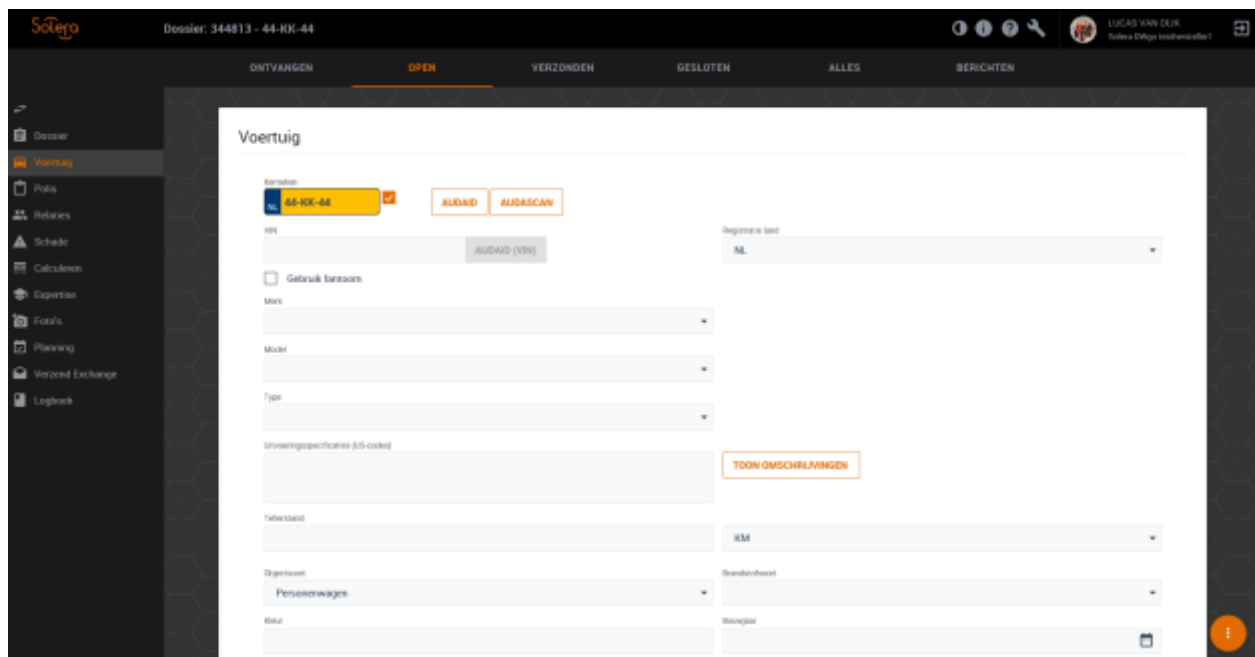 Solera
Dossier: 344813 - 44-KK-44
LUCAS VAN DIJK
ONTVANGEN OPEN VERZONDEN GESLOTEN ALLES BERICHTEN
Dossier
Voertuig
Polis
Relaties
Schade
Calculeren
Expertise
Foto's
Planning
Verzend Exchange
Logboek
Voertuig
Kenteken
NL 44-KK-44 AUDAID AUDASCAN
VIN Registratie land
AUDAID (VIN) NL
Gebruik fantoom
Merk
Model
Type
Uitvoeringsspecificaties (US-codes)
TOON OMSCHRIJVINGEN
Tellerstand
KM
Objectsoort Brandstofsoort
Personenwagen
Kleur Bouwjaar